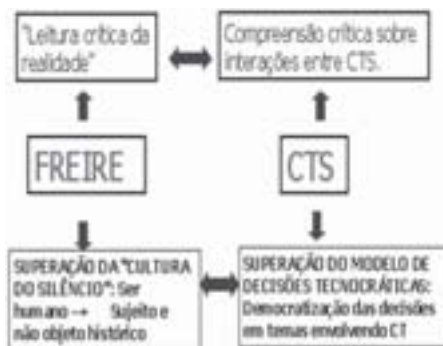 "Leitura crítica da
realidade"
Compreensão crítica sobre
interações entre CTS.
FREIRE
CTS
SUPERAÇÃO DA "CULTURA
DO SILÊNCIO": Ser
humano → Sujeito e
não objeto histórico
SUPERAÇÃO DO MODELO DE
DECISÕES TECNOCRÁTICAS:
Democratização das decisões
em temas envolvendo CT